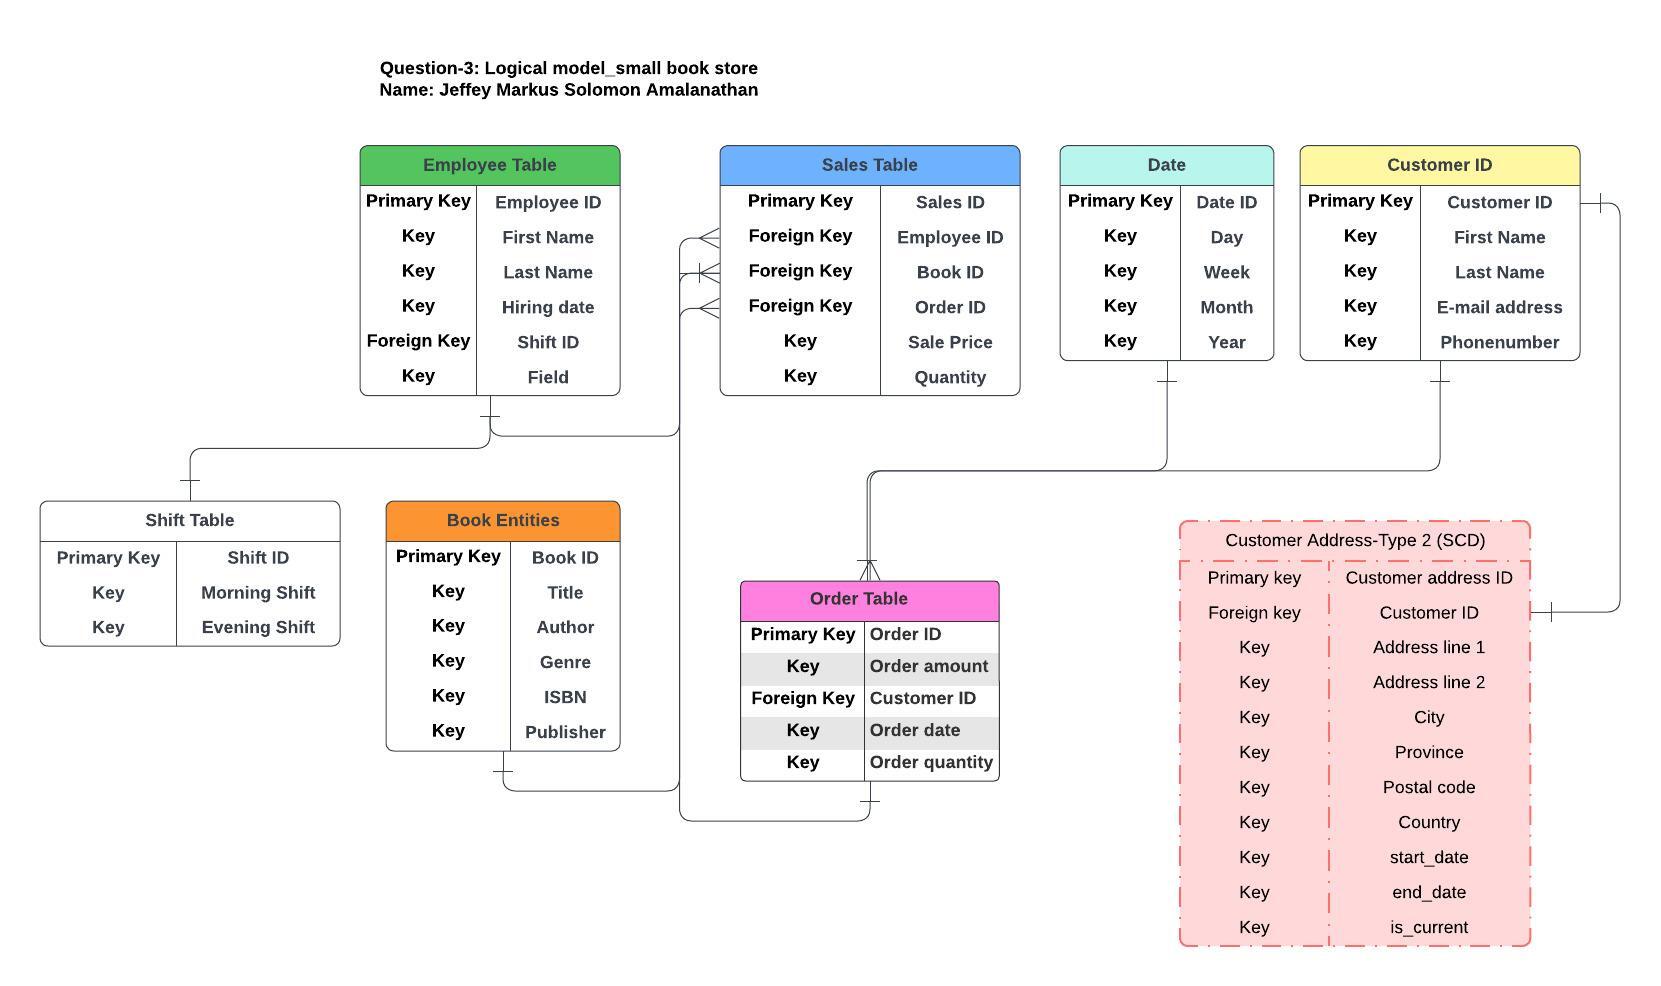 Question-3: Logical model_small book store
Name: Jeffey Markus Solomon Amalanathan
Employee Table
Primary Key Employee ID
Key First Name
Key Last Name
Key Hiring date
Foreign Key Shift ID
Key Field
Sales Table
Primary Key Sales ID
Foreign Key Employee ID
Foreign Key Book ID
Foreign Key Order ID
Key Sale Price
Key Quantity
Date
Primary Key Date ID
Key Day
Key Week
Key Month
Key Year
Customer ID
Primary Key Customer ID
Key First Name
Key Last Name
Key E-mail address
Key Phonenumber
Shift Table
Primary Key Shift ID
Key Morning Shift
Key Evening Shift
Book Entities
Primary Key Book ID
Key Title
Key Author
Key Genre
Key ISBN
Key Publisher
Order Table
Primary Key Order ID
Key Order amount
Foreign Key Customer ID
Key Order date
Key Order quantity
Customer Address-Type 2 (SCD)
Primary key Customer address ID
Foreign key Customer ID
Key Address line 1
Key Address line 2
Key City
Key Province
Key Postal code
Key Country
Key start_date
Key end_date
Key is_current